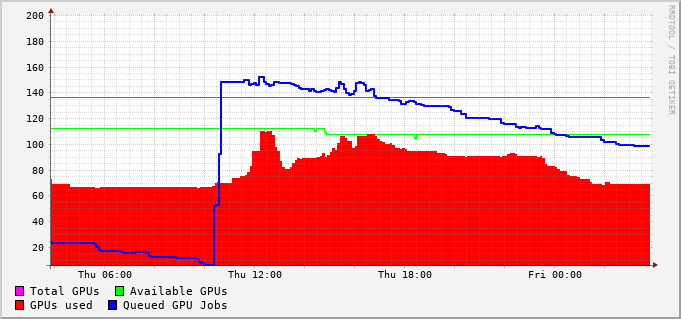 200
180
160
140
120
100
80
60
40
20
Thu 06:00 Thu 12:00 Thu 18:00 Fri 00:00
Total GPUs Available GPUs
GPUs used Queued GPU Jobs
RRDTOOL / TOBI OETIKER